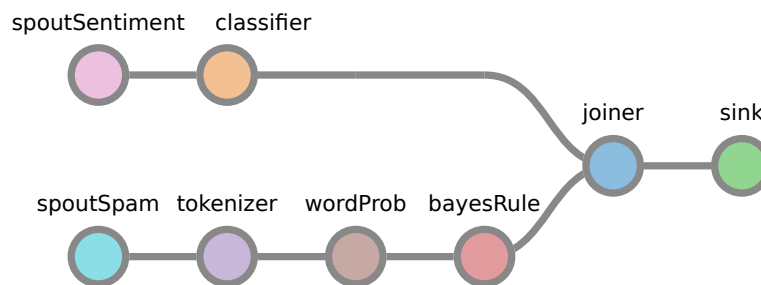 spoutSentiment classifier
joiner sink
spoutSpam tokenizer wordProb bayesRule